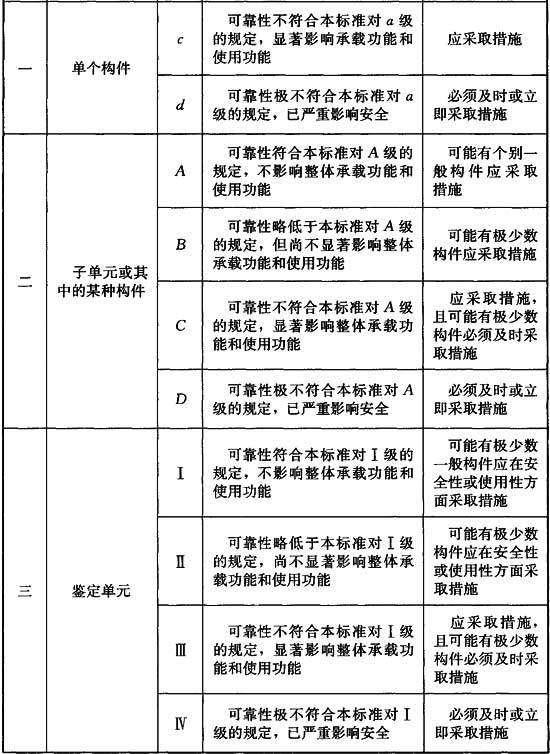 一
单个构件
c
可靠性不符合本标准对 a 级
的规定，显著影响承载功能和
使用功能
应采取措施
d
可靠性极不符合本标准对 a
级的规定，已严重影响安全
必须及时或立
即采取措施
二
子单元或其
中的某种构件
A
可靠性符合本标准对 A 级的
规定，不影响整体承载功能和
使用功能
可能有个别一
般构件应采取
措施
B
可靠性略低于本标准对 A 级
的规定，但尚不显著影响整体
承载功能和使用功能
可能有极少数
构件应采取措施
C
可靠性不符合本标准对 A 级
的规定，显著影响整体承载功
能和使用功能
应采取措施，
且可能有极少数
构件必须及时采
取措施
D
可靠性极不符合本标准对 A
级的规定，已严重影响安全
必须及时或立
即采取措施
三
鉴定单元
Ⅰ
可靠性符合本标准对Ⅰ级的
规定，不影响整体承载功能和
使用功能
可能有极少数
一般构件应在安
全性或使用性方
面采取措施
Ⅱ
可靠性略低于本标准对Ⅰ级
的规定，尚不显著影响整体承
载功能和使用功能
可能有极少数
构件应在安全性
或使用性方面采
取措施
Ⅲ
可靠性不符合本标准对Ⅰ级
的规定，显著影响整体承载功
能和使用功能
应采取措施，
且可能有极少数
构件必须及时采
取措施
Ⅳ
可靠性极不符合本标准对Ⅰ
级的规定，已严重影响安全
必须及时或立
即采取措施